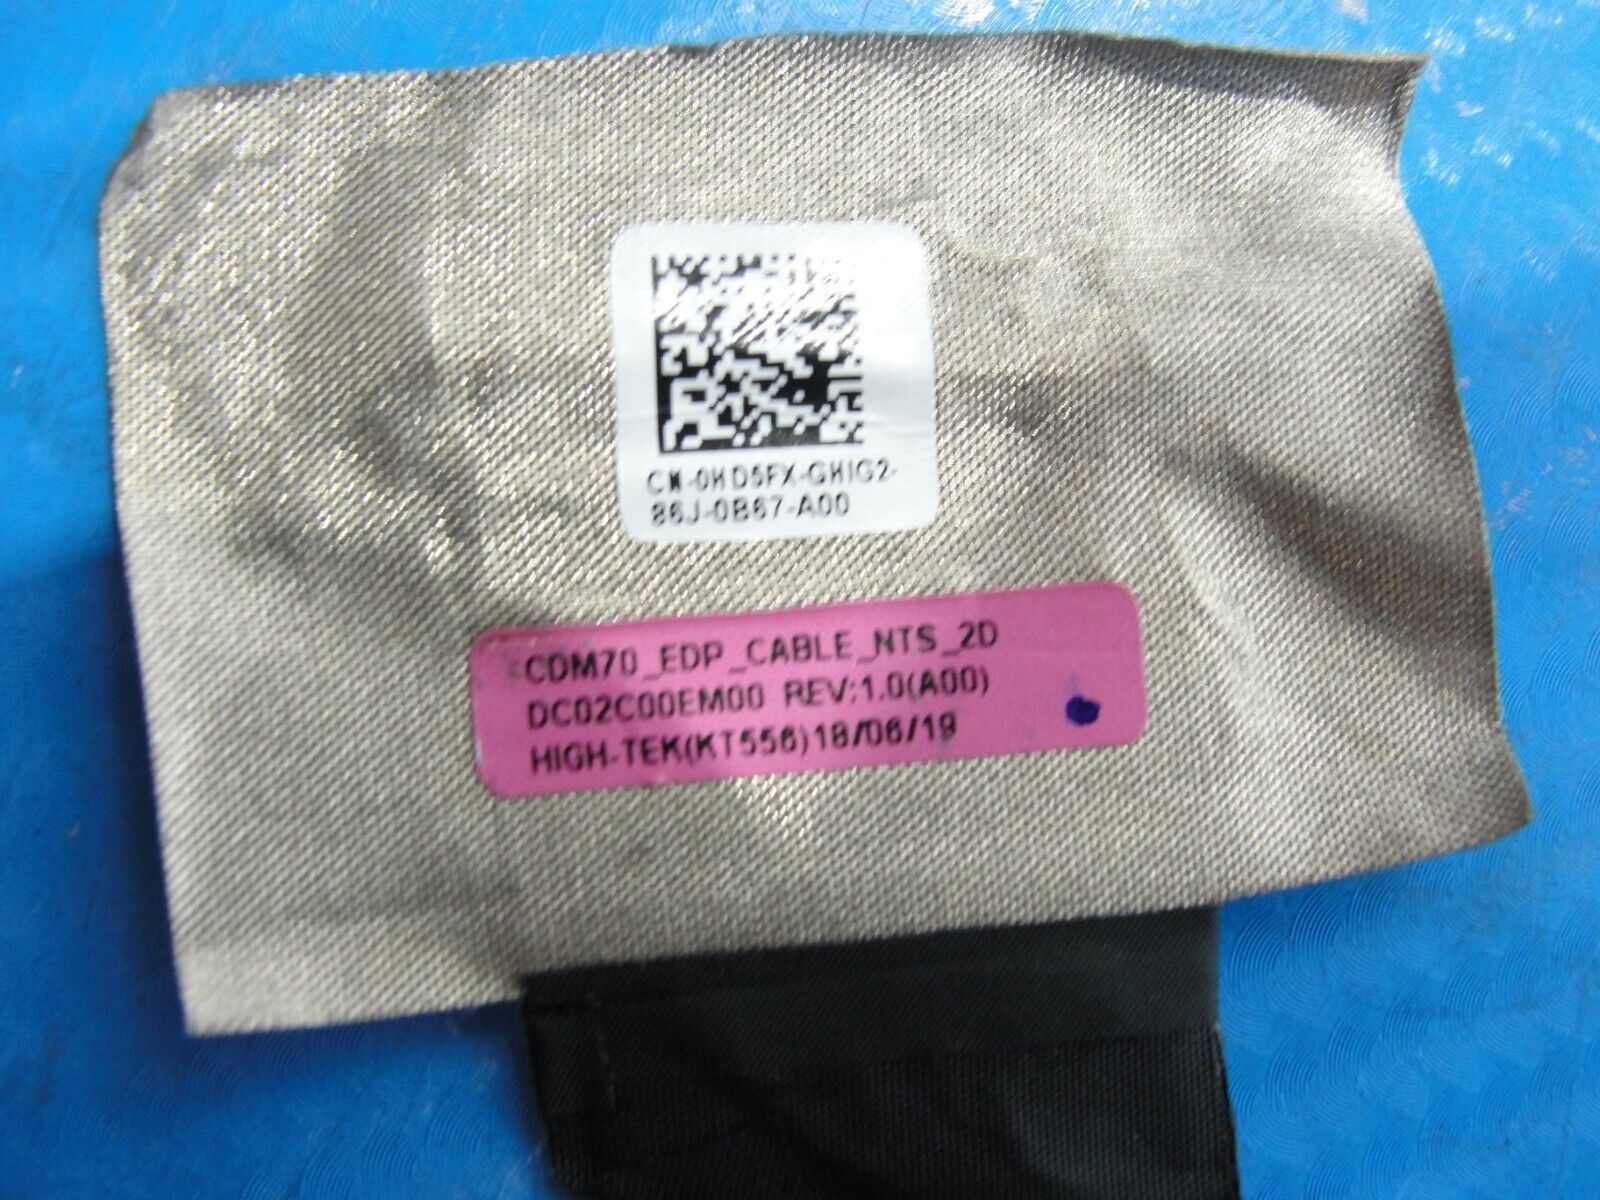 CN-0HD5FX-GHIG2-
86J-0B67-A00
CDM70_EDP_CABLE_NTS_2D
DC02C00EM00 REV:1.0(A00)
HIGH-TEK(KT556)18/06/19